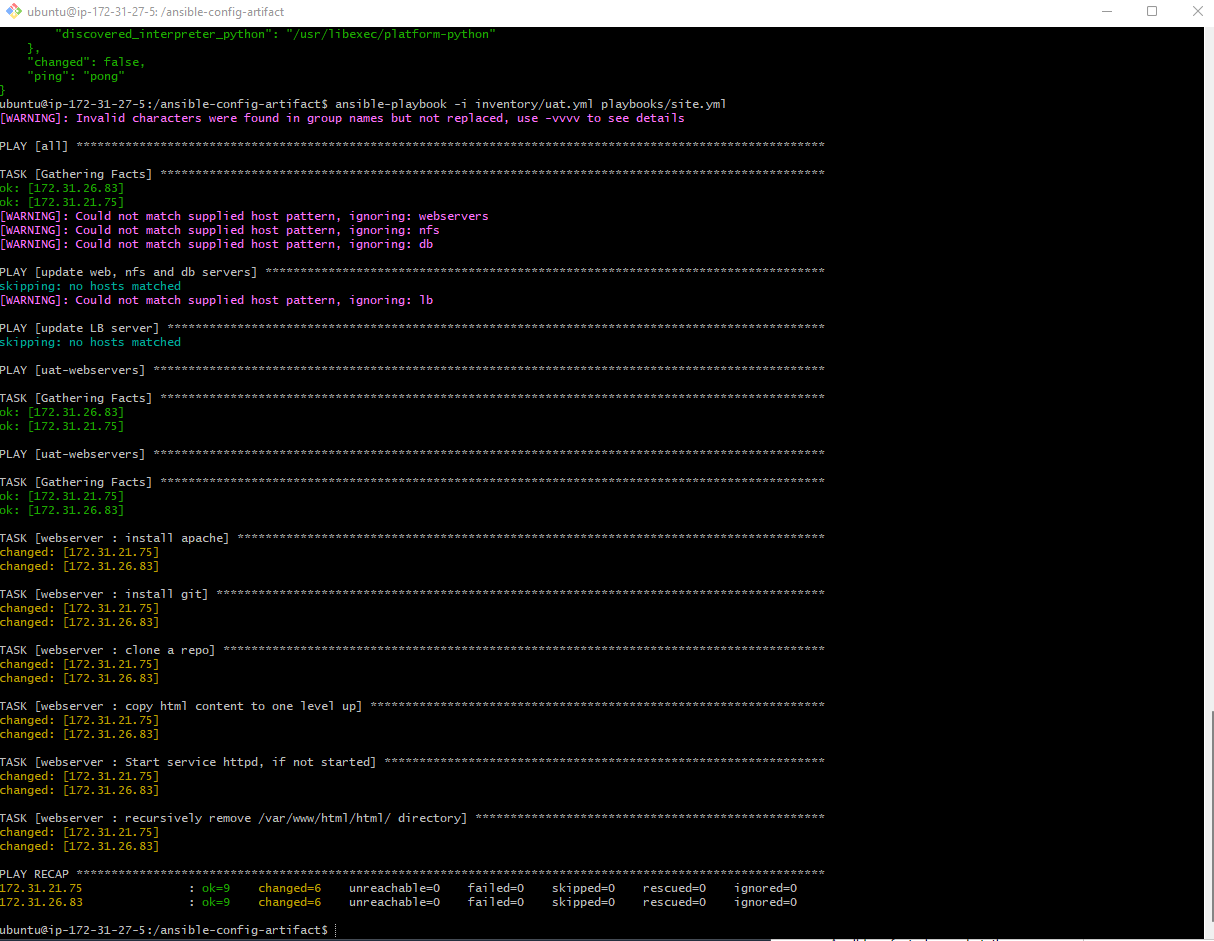 ubuntu@ip-172-31-27-5: /ansible-config-artifact
"discovered_interpreter_python": "/usr/libexec/platform-python"
},
"changed": false,
"ping": "pong"
}
ubuntu@ip-172-31-27-5:/ansible-config-artifact$ ansible-playbook -i inventory/uat.yml playbooks/site.yml
[WARNING]: Invalid characters were found in group names but not replaced, use -vvvv to see details
PLAY [all] ***********************************************************************************************************
TASK [Gathering Facts] ***********************************************************************************************
ok: [172.31.26.83]
ok: [172.31.21.75]
[WARNING]: Could not match supplied host pattern, ignoring: webservers
[WARNING]: Could not match supplied host pattern, ignoring: nfs
[WARNING]: Could not match supplied host pattern, ignoring: db
PLAY [update web, nfs and db servers] ********************************************************************************
skipping: no hosts matched
[WARNING]: Could not match supplied host pattern, ignoring: lb
PLAY [update LB server] **********************************************************************************************
skipping: no hosts matched
PLAY [uat-webservers] ************************************************************************************************
TASK [Gathering Facts] ***********************************************************************************************
ok: [172.31.26.83]
ok: [172.31.21.75]
PLAY [uat-webservers] ************************************************************************************************
TASK [Gathering Facts] ***********************************************************************************************
ok: [172.31.21.75]
ok: [172.31.26.83]
TASK [webserver : install apache] ************************************************************************************
changed: [172.31.21.75]
changed: [172.31.26.83]
TASK [webserver : install git] ***************************************************************************************
changed: [172.31.21.75]
changed: [172.31.26.83]
TASK [webserver : clone a repo] **************************************************************************************
changed: [172.31.21.75]
changed: [172.31.26.83]
TASK [webserver : copy html content to one level up] *****************************************************************
changed: [172.31.21.75]
changed: [172.31.26.83]
TASK [webserver : Start service httpd, if not started] ***************************************************************
changed: [172.31.21.75]
changed: [172.31.26.83]
TASK [webserver : recursively remove /var/www/html/html/ directory] **************************************************
changed: [172.31.21.75]
changed: [172.31.26.83]
PLAY RECAP ***********************************************************************************************************
172.31.21.75 : ok=9 changed=6 unreachable=0 failed=0 skipped=0 rescued=0 ignored=0
172.31.26.83 : ok=9 changed=6 unreachable=0 failed=0 skipped=0 rescued=0 ignored=0
ubuntu@ip-172-31-27-5:/ansible-config-artifact$